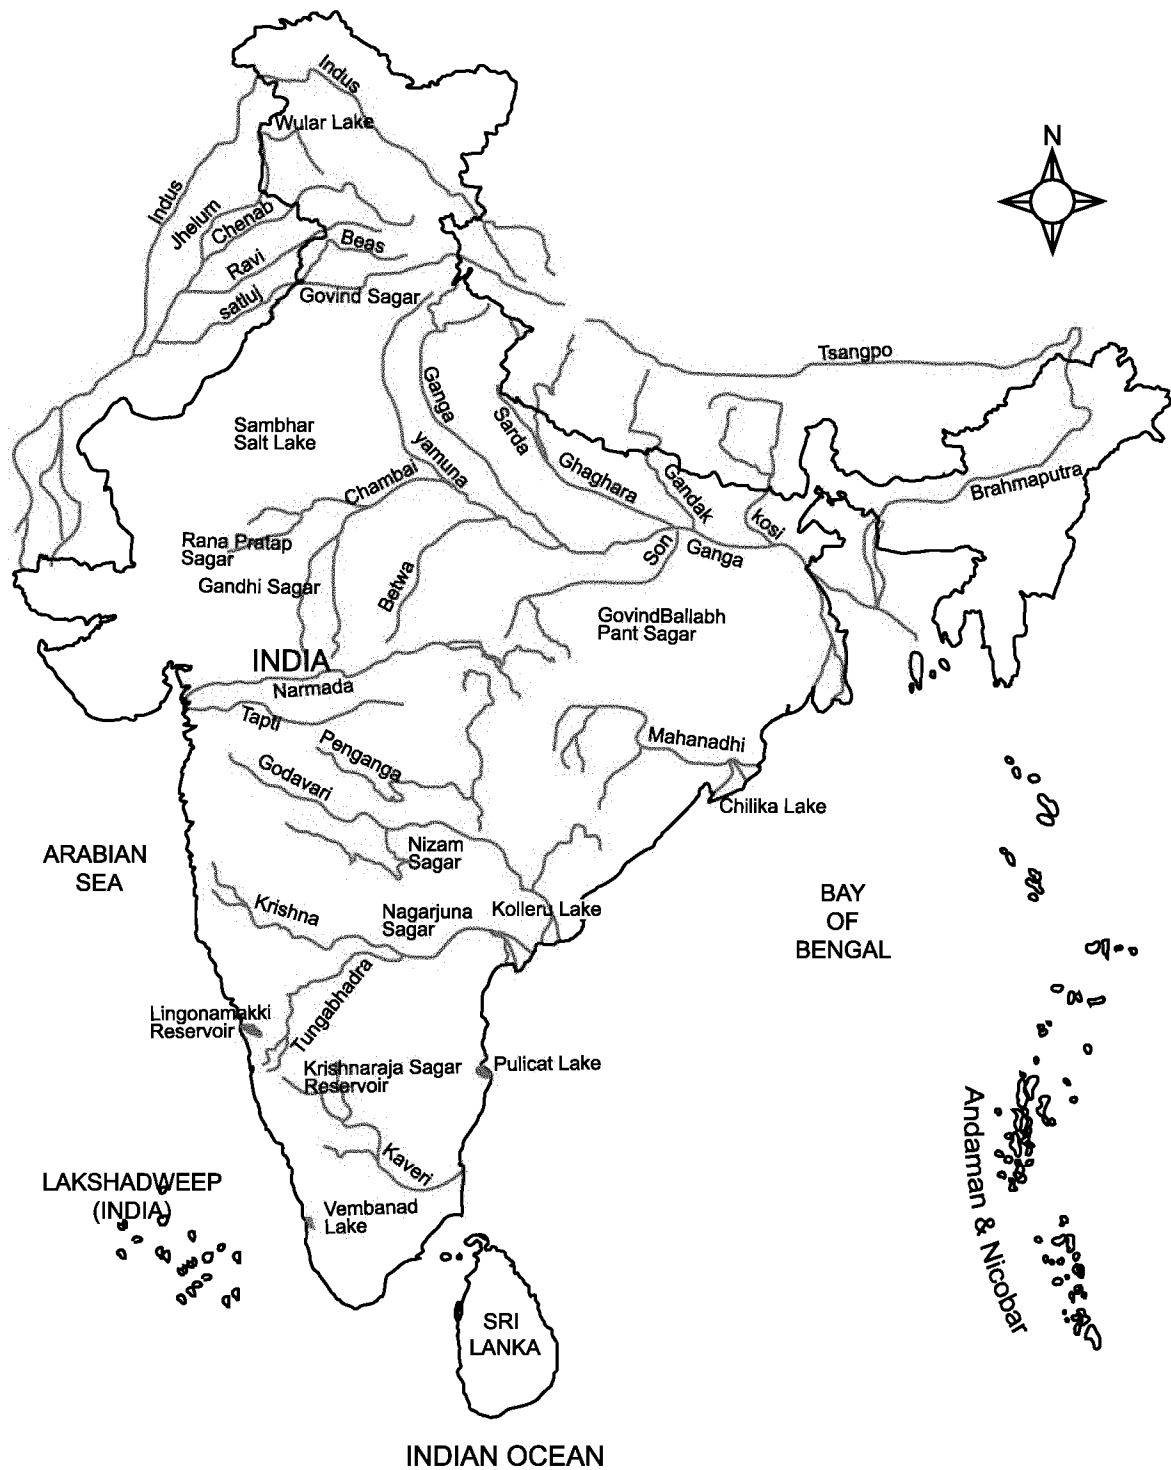 Indus
N
Wular Lake
Indus
Jhelum
Chenab
Beas
Ravi
satluj
Govind Sagar
Tsangpo
Ganga
Sarda
Sambhar
Salt Lake
yamuna
Chambai
Ghaghara
Gandak
Brahmaputra
kosi
Rana Pratap
Sagar
Son
Ganga
Gandhi Sagar
Betwa
GovindBallabh
Pant Sagar
INDIA
Narmada
Tapti
Penganga
Mahanadhi
Godavari
Chilika Lake
Nizam
Sagar
ARABIAN
SEA
BAY
OF
BENGAL
Krishna
Nagarjuna
Sagar
Kolleru Lake
Tungabhadra
Lingonamakki
Reservoir
Krishnaraja Sagar
Reservoir
Pulicat Lake
Andaman & Nicobar
Kaveri
LAKSHADWEEP
(INDIA)
Vembanad
Lake
SRI
LANKA
INDIAN OCEAN